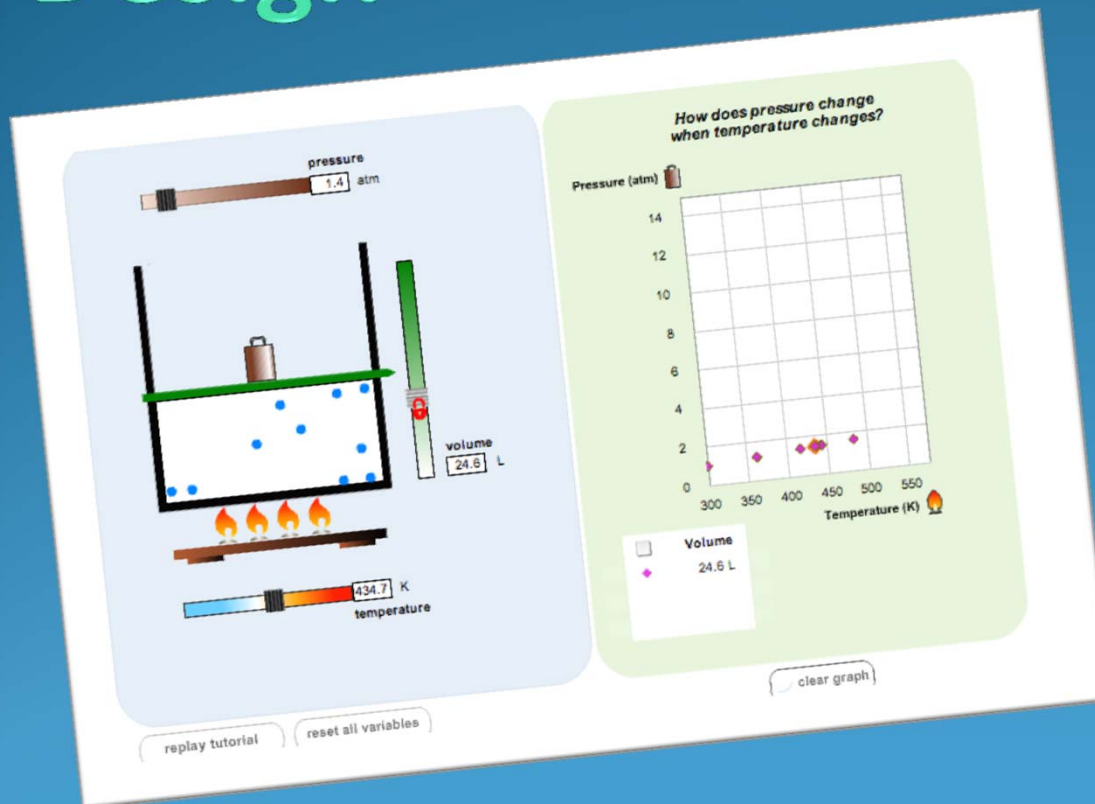 Design
pressure
1.4 atm
volume
24.6 L
434.7 K
temperature
replay tutorial
reset all variables
How does pressure change
when temperature changes?
Pressure (atm)
14
12
10
8
6
4
2
0
300 350 400 450 500 550
Temperature (K)
Volume
24.6 L
clear graph